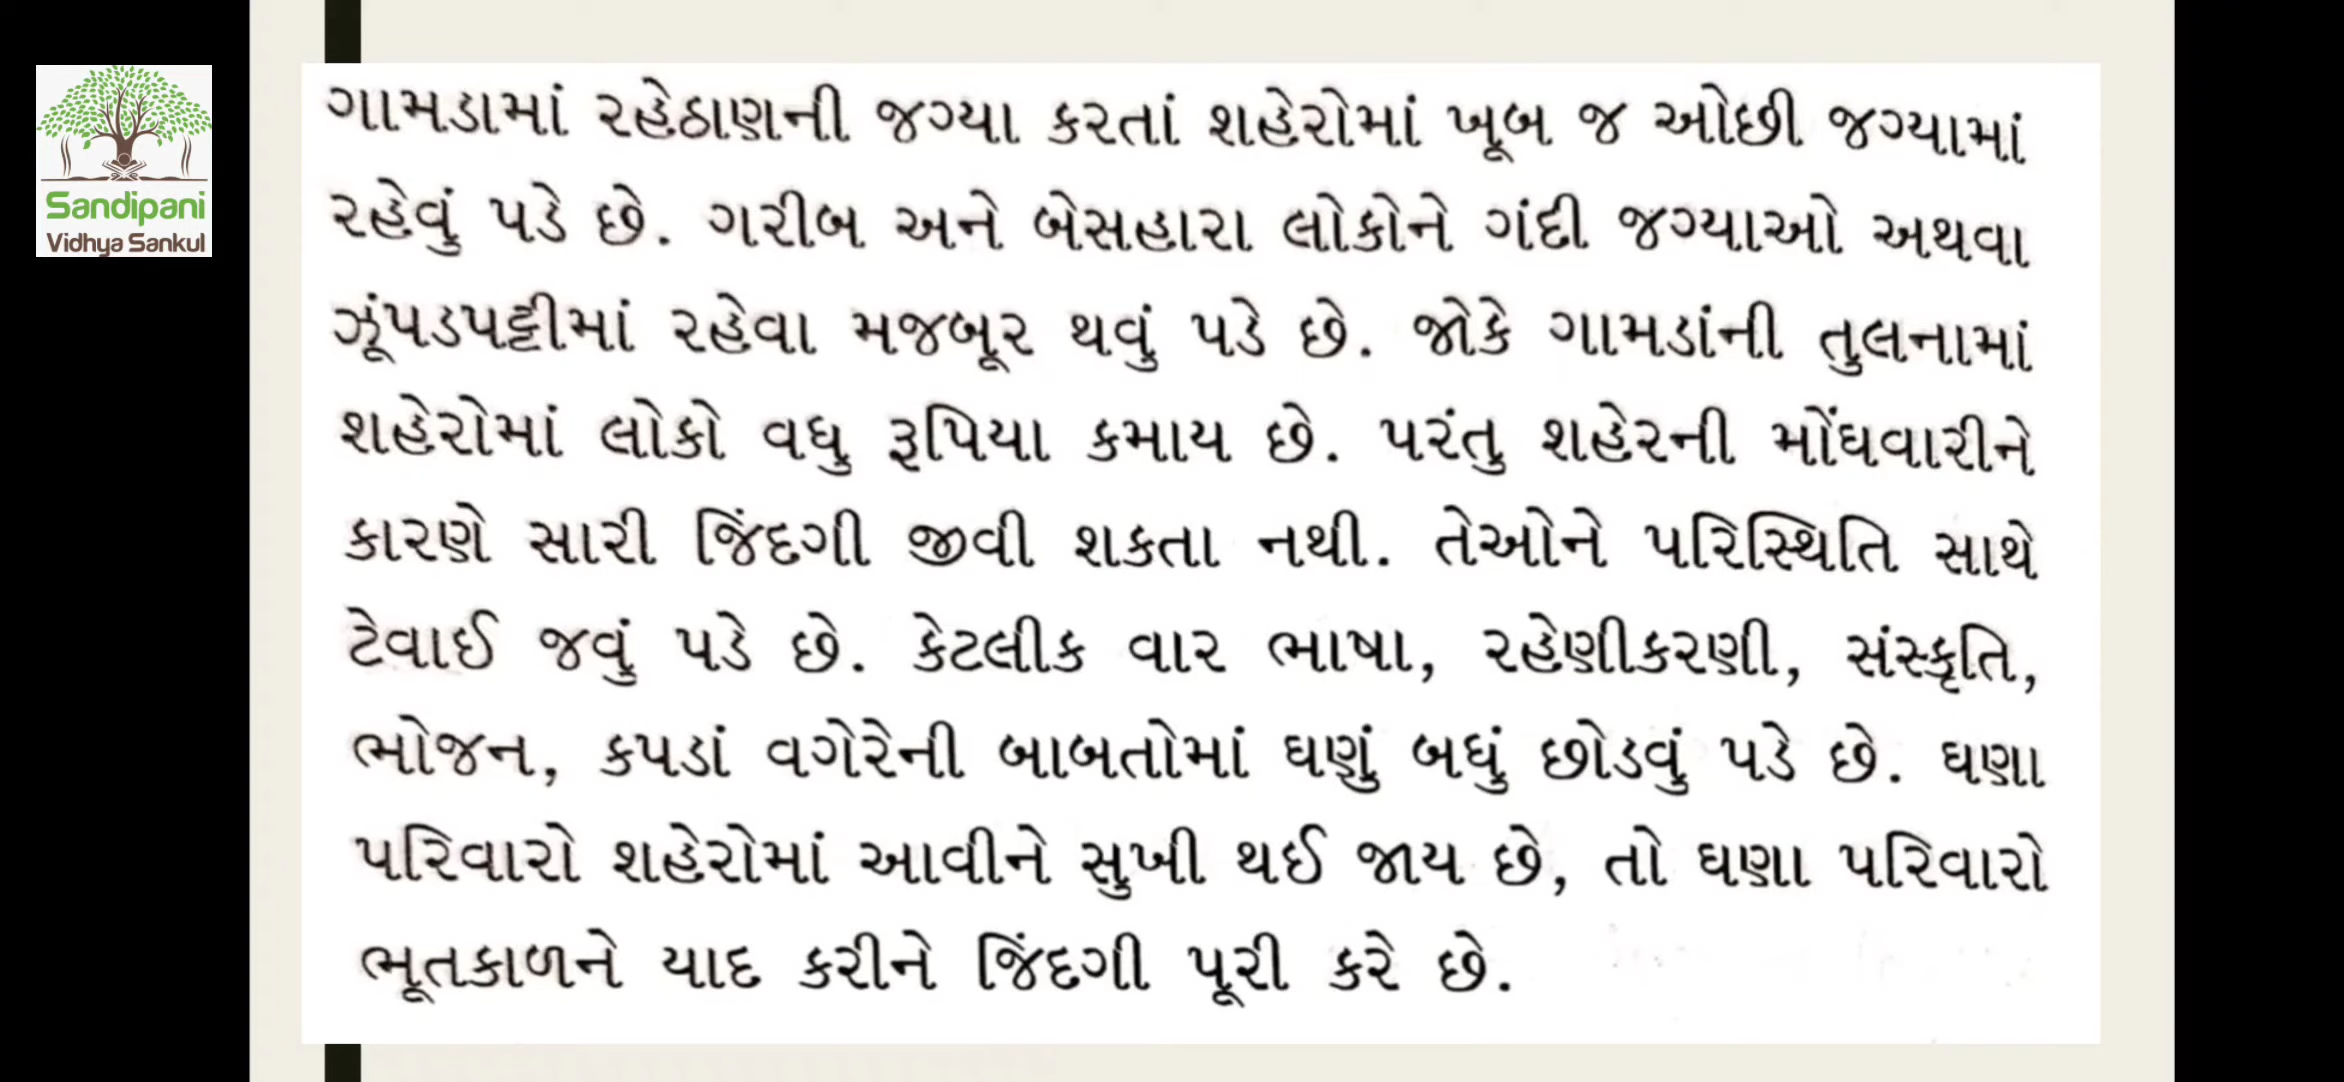 Sandipani
Vidhya Sankul
ગામડામાં રહેઠાણની જગ્યા કરતાં શહેરોમાં ખૂબ જ ઓછી જગ્યામાં
રહેવું પડે છે. ગરીબ અને બેસહારા લોકોને ગંદી જગ્યાઓ અથવા
ઝૂંપડપટ્ટીમાં રહેવા મજબૂર થવું પડે છે. જોકે ગામડાંની તુલનામાં
શહેરોમાં લોકો વધુ રૂપિયા કમાય છે. પરંતુ શહેરની મોંઘવારીને
કારણે સારી જિંદગી જીવી શકતા નથી. તેઓને પરિસ્થિતિ સાથે
ટેવાઈ જવું પડે છે. કેટલીક વાર ભાષા, રહેણીકરણી, સંસ્કૃતિ,
ભોજન, કપડાં વગેરેની બાબતોમાં ઘણું બધું છોડવું પડે છે. ઘણા
પરિવારો શહેરોમાં આવીને સુખી થઈ જાય છે, તો ઘણા પરિવારો
ભૂતકાળને યાદ કરીને જિંદગી પૂરી કરે છે.